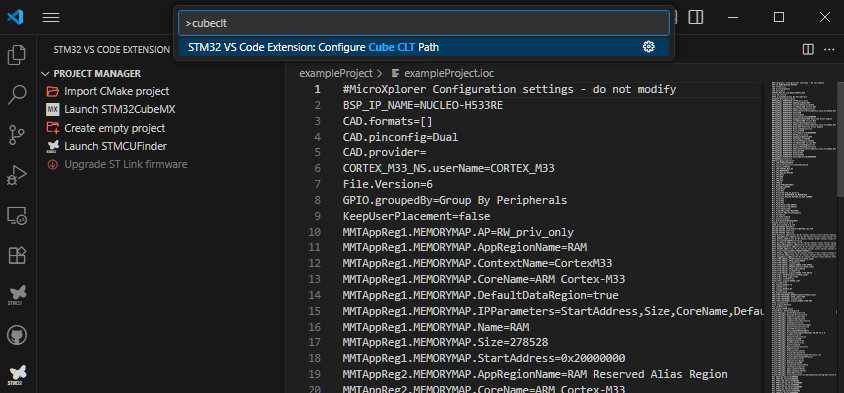 >cubeclt
STM32 VS Code Extension: Configure Cube CLT Path
STM32 VS CODE EXTENSION
PROJECT MANAGER
Import CMake project
MX Launch STM32CubeMX
Create empty project
Launch STMCUFinder
Upgrade ST Link firmware
STM32
STM32
exampleProject > exampleProject.ioc
1 #MicroXplorer Configuration settings - do not modify
2 BSP_IP_NAME=NUCLEO-H533RE
3 CAD.formats=[]
4 CAD.pinconfig=Dual
5 CAD.provider=
6 CORTEX_M33_NS.userName=CORTEX_M33
7 File.Version=6
8 GPIO.groupedBy=Group By Peripherals
9 KeepUserPlacement=false
10 MMTAppReg1.MEMORYMAP.AP=RW_priv_only
11 MMTAppReg1.MEMORYMAP.AppRegionName=RAM
12 MMTAppReg1.MEMORYMAP.ContextName=CortexM33
13 MMTAppReg1.MEMORYMAP.CoreName=ARM Cortex-M33
14 MMTAppReg1.MEMORYMAP.DefaultDataRegion=true
15 MMTAppReg1.MEMORYMAP.IPParameters=StartAddress,Size,CoreName,Defau
16 MMTAppReg1.MEMORYMAP.Name=RAM
17 MMTAppReg1.MEMORYMAP.Size=278528
18 MMTAppReg1.MEMORYMAP.StartAddress=0x20000000
19 MMTAppReg2.MEMORYMAP.AppRegionName=RAM Reserved Alias Region
20 MMTAppReg2.MEMORYMAP.CoreName=ARM Cortex-M33